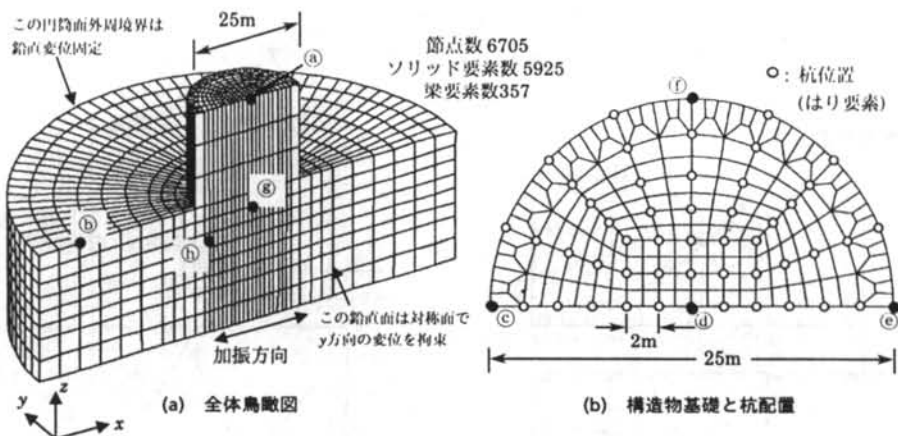 この円筒面外周境界は
鉛直変位固定
25m
ⓐ
節点数 6705
ソリッド要素数 5925
梁要素数357
ⓑ
ⓖ
ⓗ
加振方向
この鉛直面は対称面で
y方向の変位を拘束
z
y
x
(a) 全体鳥瞰図
ⓕ
○: 杭位置
(はり要素)
ⓒ
ⓓ
ⓔ
2m
25m
(b) 構造物基礎と杭配置